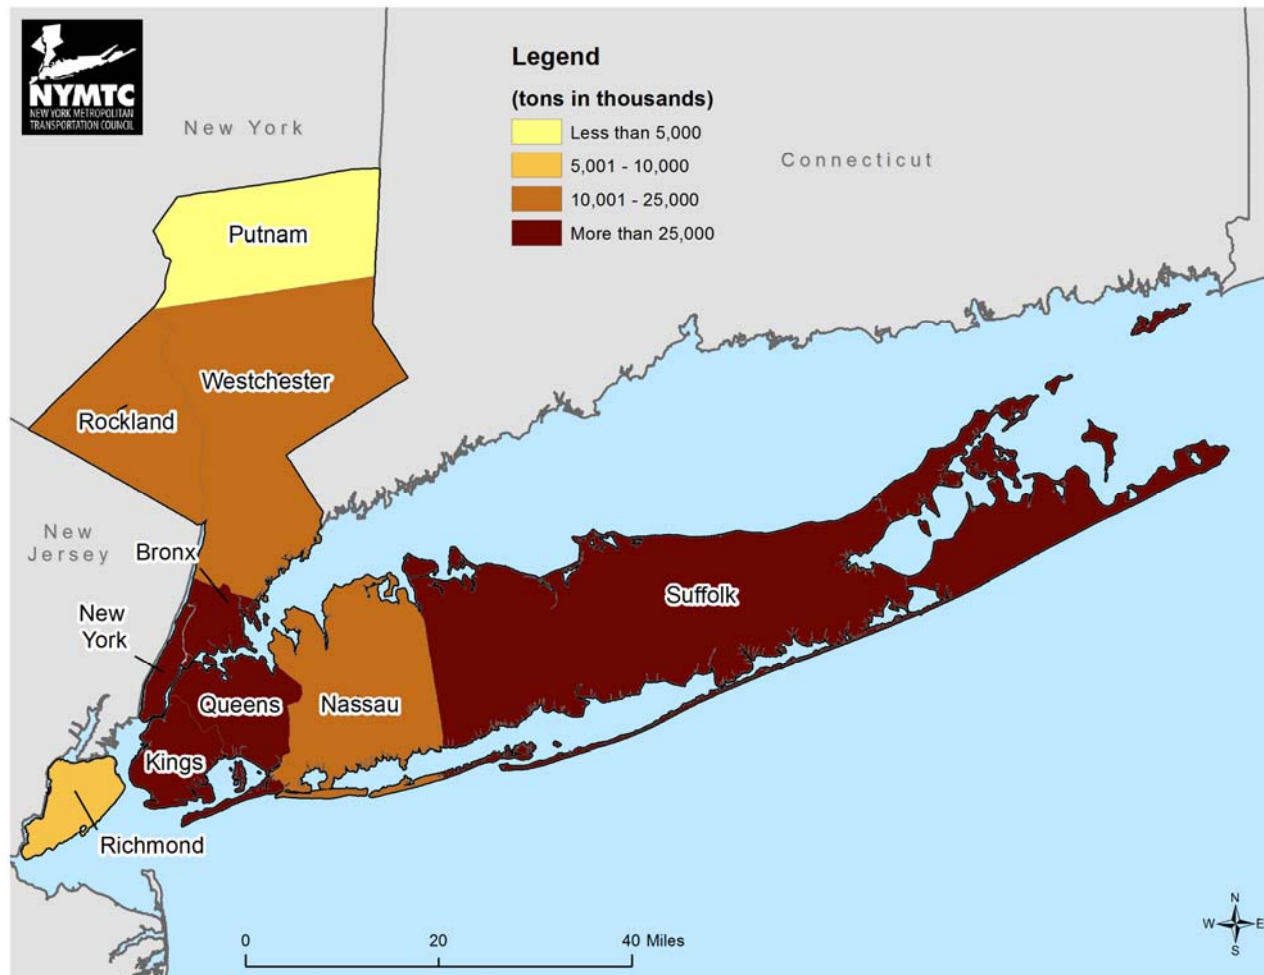 NYMTC
NEW YORK METROPOLITAN
TRANSPORTATION COUNCIL
New York
Legend
(tons in thousands)
Less than 5,000
5,001 - 10,000
10,001 - 25,000
More than 25,000
Connecticut
Putnam
Westchester
Rockland
New
Jersey
Bronx
New
York
Suffolk
Queens
Nassau
Kings
Richmond
0 20 40 Miles
N
W E
S